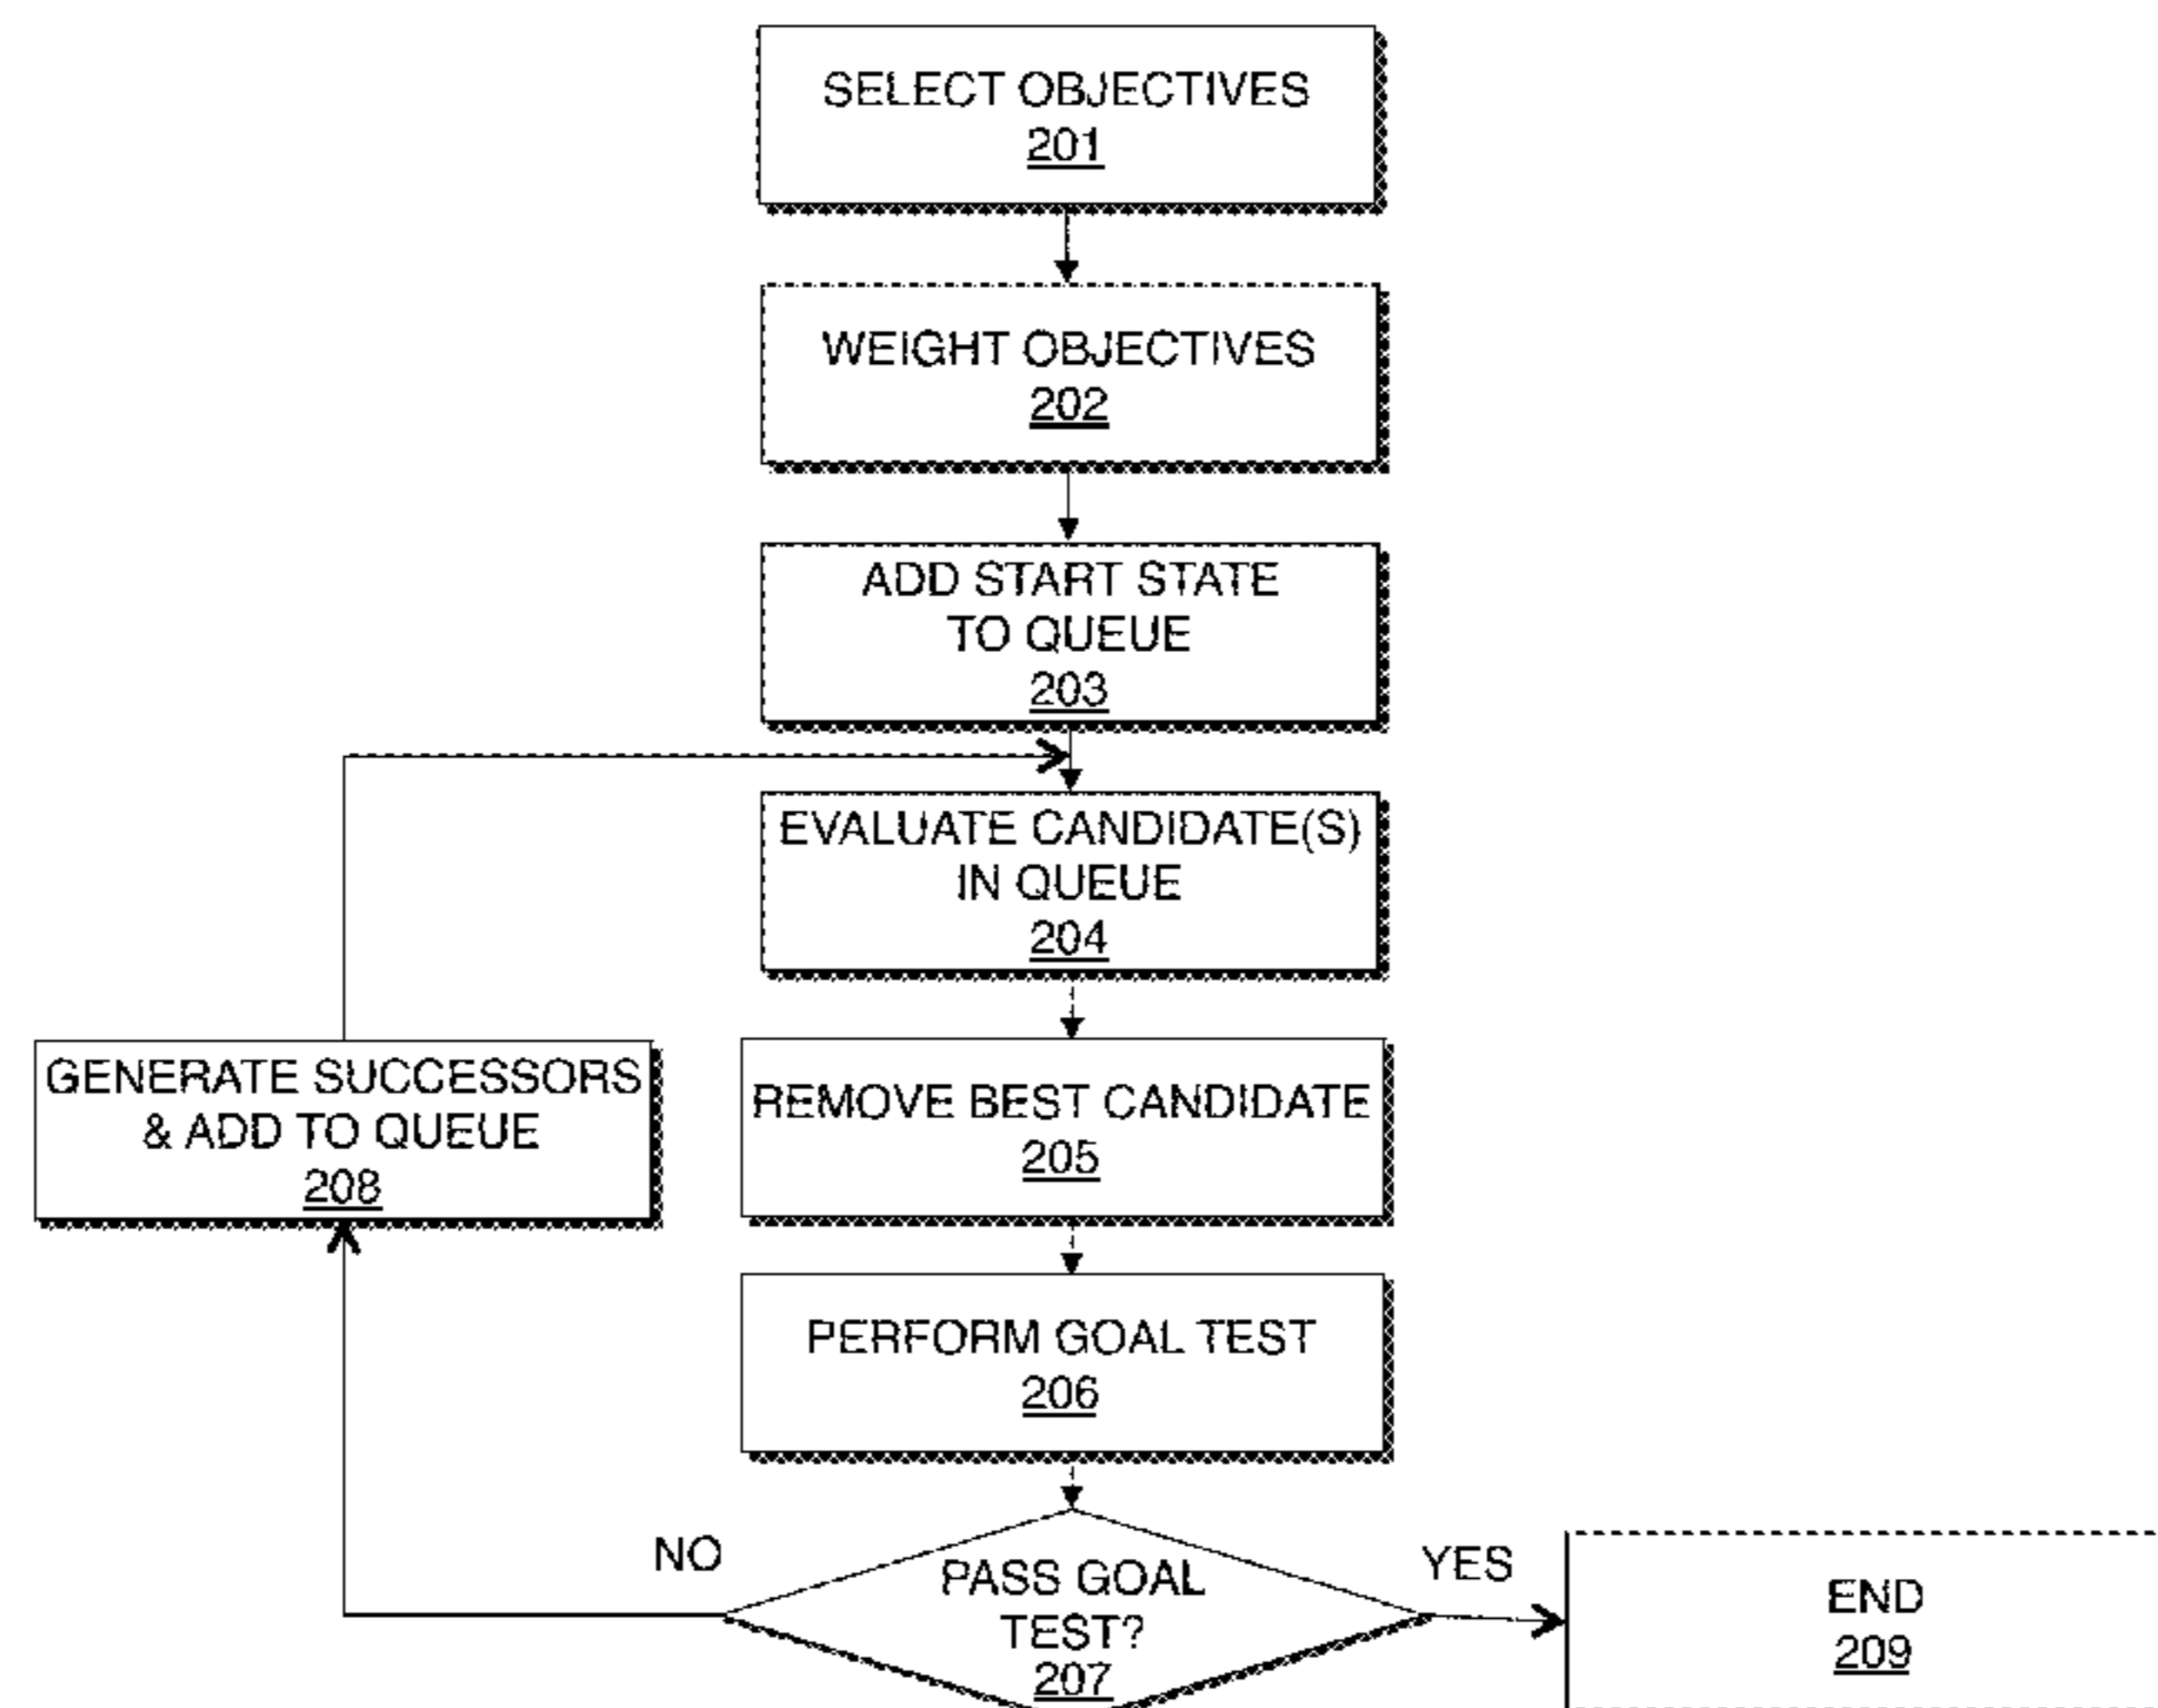 SELECT OBJECTIVES
201
WEIGHT OBJECTIVES
202
ADD START STATE
TO QUEUE
203
EVALUATE CANDIDATE(S)
IN QUEUE
204
GENERATE SUCCESSORS
& ADD TO QUEUE
208
REMOVE BEST CANDIDATE
205
PERFORM GOAL TEST
206
NO
PASS GOAL
TEST?
207
YES
END
209